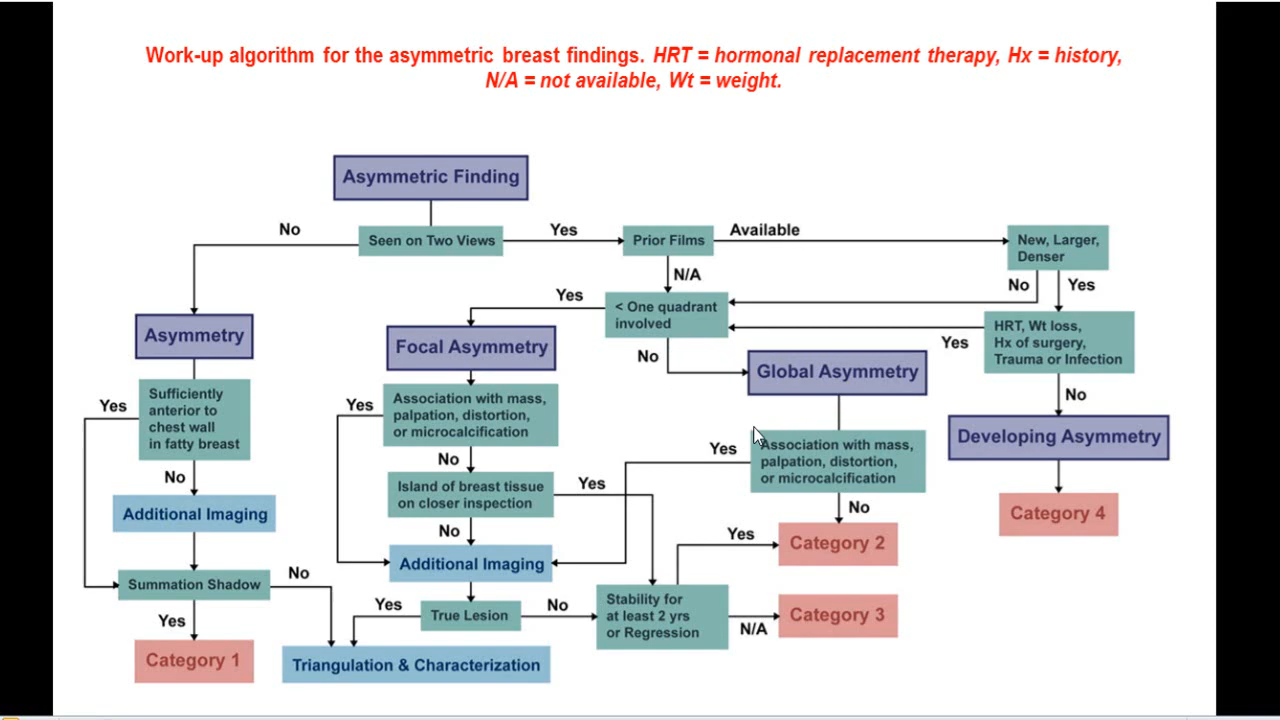 Work-up algorithm for the asymmetric breast findings. HRT = hormonal replacement therapy, Hx = history,
N/A = not available, Wt = weight.
Asymmetric Finding
No
Seen on Two Views
Yes
Prior Films
Available
New, Larger,
Denser
N/A
No
Yes
Yes
< One quadrant
involved
HRT, Wt loss,
Hx of surgery,
Trauma or Infection
Yes
Asymmetry
Focal Asymmetry
No
Global Asymmetry
No
Developing Asymmetry
Category 4
Yes
Sufficiently
anterior to
chest wall
in fatty breast
No
Additional Imaging
Summation Shadow
No
Yes
Category 1
Yes
Association with mass,
palpation, distortion,
or microcalcification
No
Island of breast tissue
on closer inspection
Yes
No
Additional Imaging
Yes
True Lesion
No
Triangulation & Characterization
Yes
Association with mass,
palpation, distortion,
or microcalcification
No
Yes
Category 2
Stability for
at least 2 yrs
or Regression
N/A
Category 3